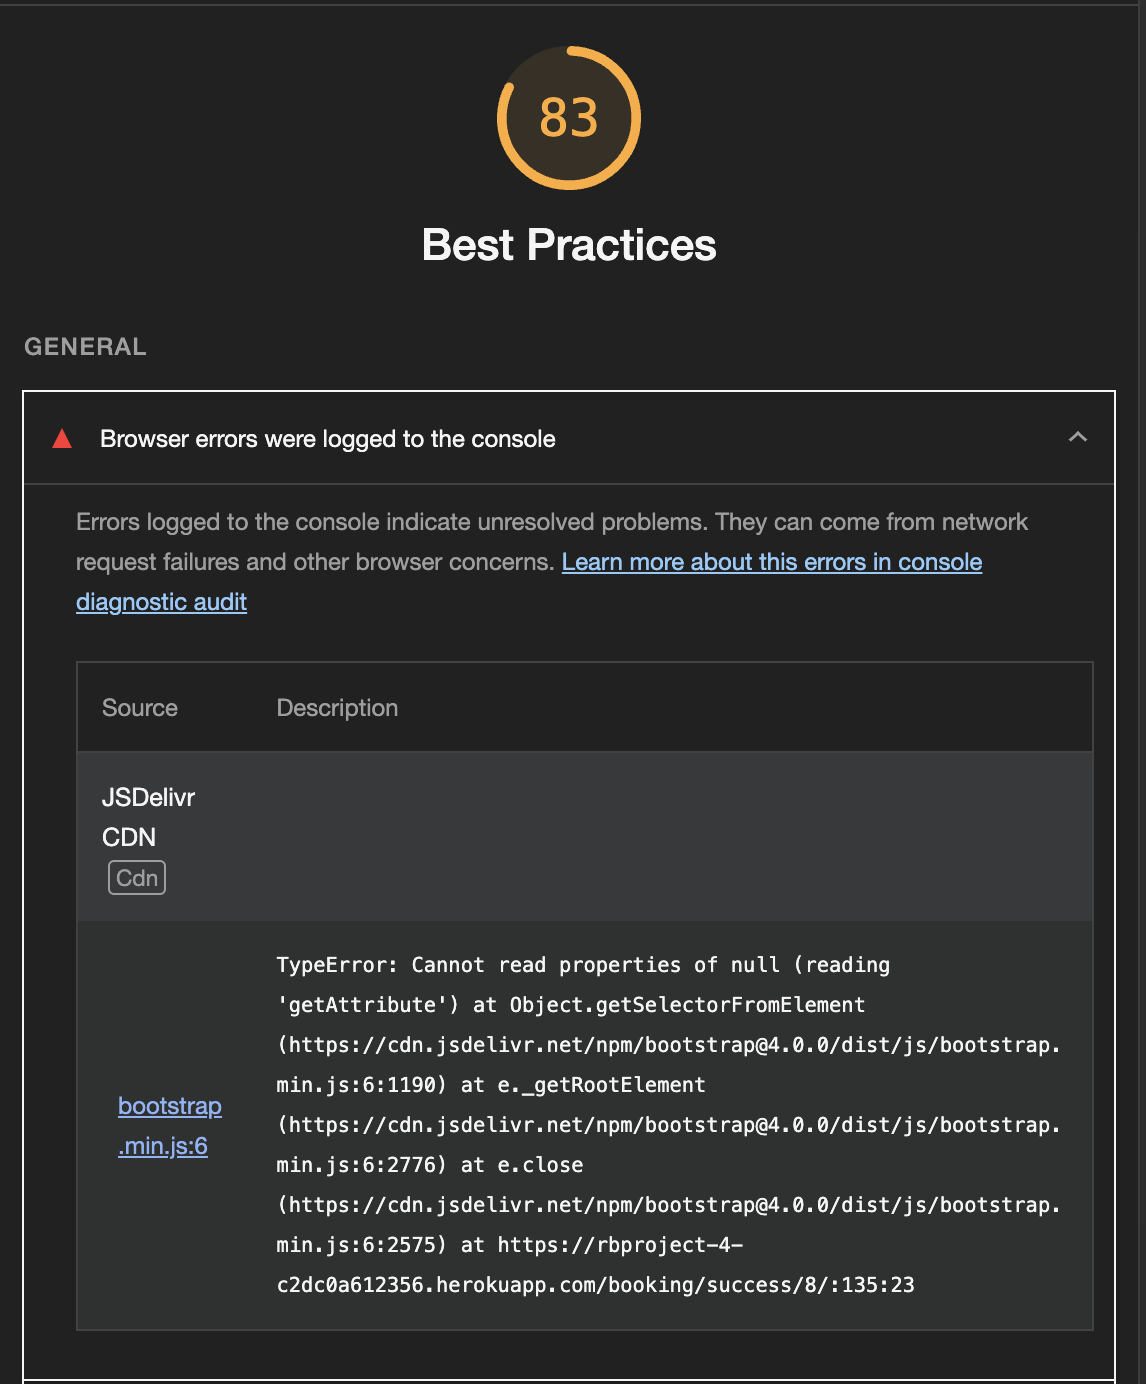 83
Best Practices
GENERAL
Browser errors were logged to the console
Errors logged to the console indicate unresolved problems. They can come from network
request failures and other browser concerns. Learn more about this errors in console
diagnostic audit
Source Description
JSDelivr
CDN
Cdn
bootstrap
.min.js:6
TypeError: Cannot read properties of null (reading
'getAttribute') at Object.getSelectorFromElement
(https://cdn.jsdelivr.net/npm/bootstrap@4.0.0/dist/js/bootstrap.
min.js:6:1190) at e._getRootElement
(https://cdn.jsdelivr.net/npm/bootstrap@4.0.0/dist/js/bootstrap.
min.js:6:2776) at e.close
(https://cdn.jsdelivr.net/npm/bootstrap@4.0.0/dist/js/bootstrap.
min.js:6:2575) at https://rbproject-4-
c2dc0a612356.herokuapp.com/booking/success/8/:135:23